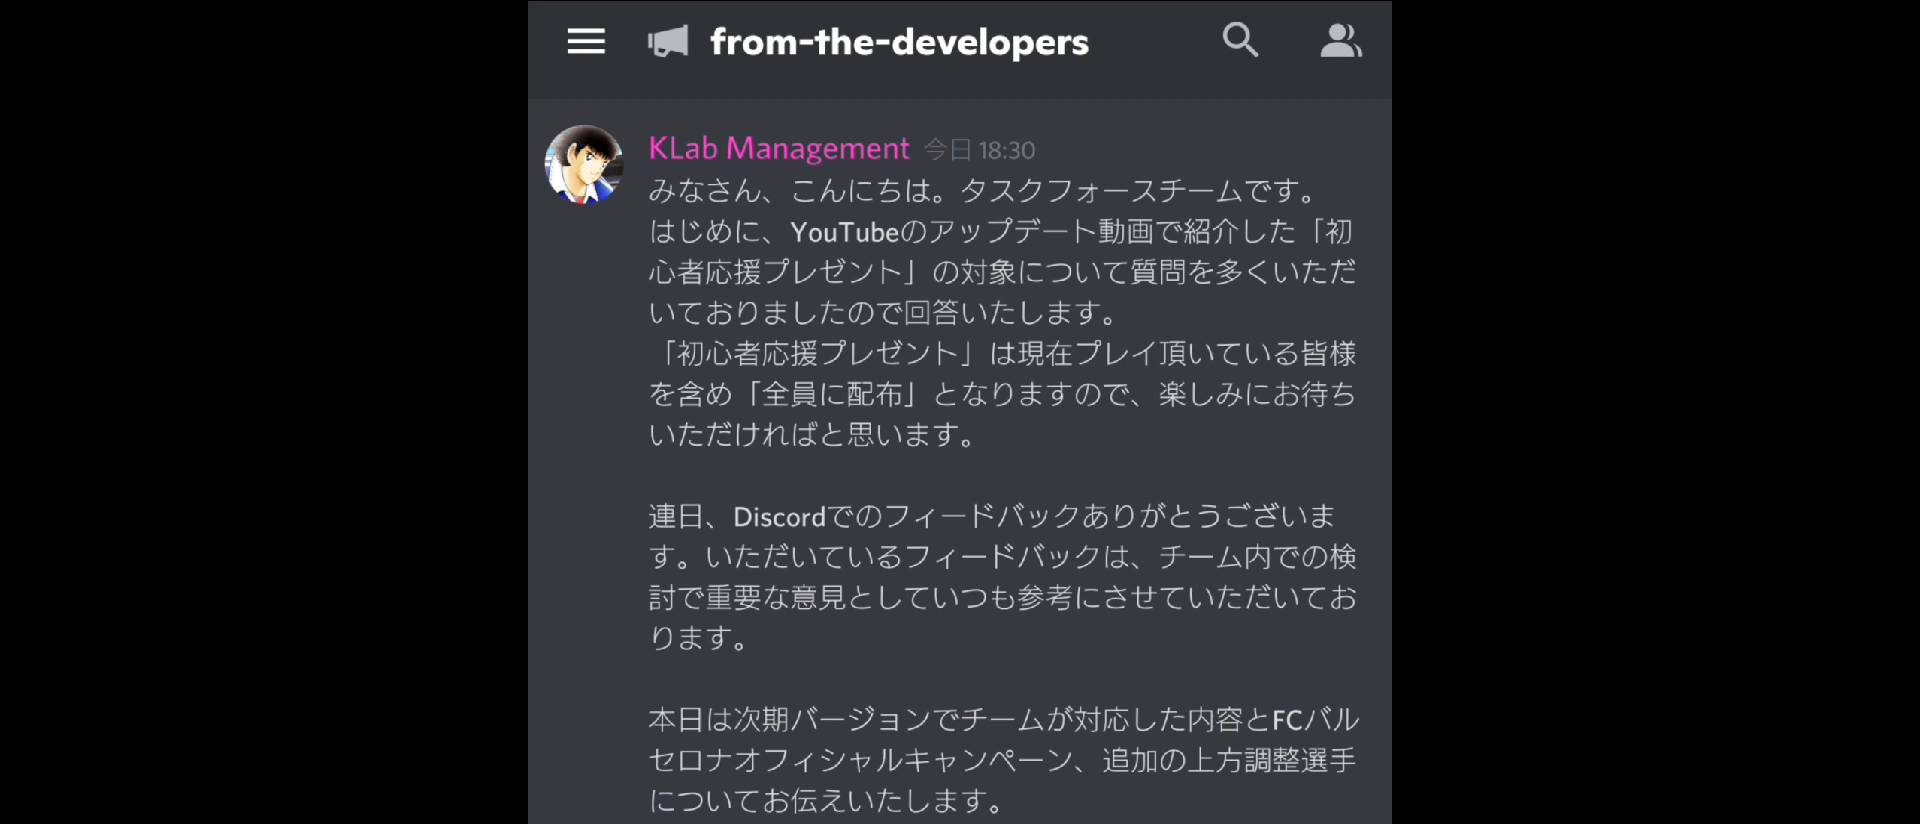 from-the-developers
KLab Management 今日 18:30
みなさん、こんにちは。タスクフォースチームです。
はじめに、YouTubeのアップデート動画で紹介した「初
心者応援プレゼント」の対象について質問を多くいただ
いておりましたので回答いたします。
「初心者応援プレゼント」は現在プレイ頂いている皆様
を含め「全員に配布」となりますので、楽しみにお待ち
いただければと思います。
連日、Discordでのフィードバックありがとうございま
す。いただいているフィードバックは、チーム内での検
討で重要な意見としていつも参考にさせていただいてお
ります。
本日は次期バージョンでチームが対応した内容とFCバル
セロナオフィシャルキャンペーン、追加の上方調整選手
についてお伝えいたします。